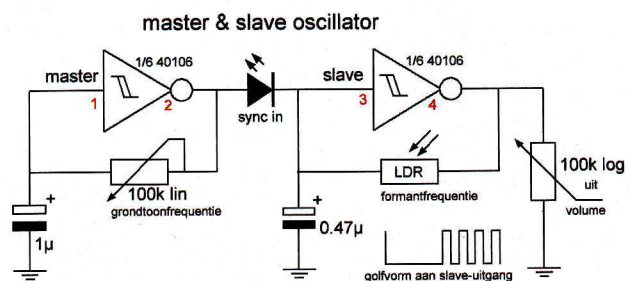 master & slave oscillator
1/6 40106
1/6 40106
master
slave
1
2
3
4
sync in
100k lin
grondtoonfrequentie
LDR
formantfrequentie
100k log
uit
volume
+
1µ
+
0.47µ
golfvorm aan slave-uitgang